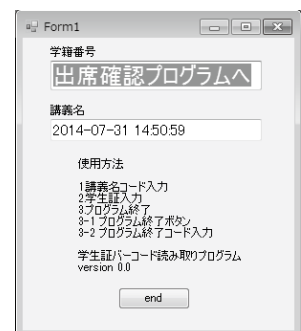 Form1
学籍番号
出席確認プログラムへ
講義名
2014-07-31 14:50:59
使用方法
1講義名コード入力
2学生証入力
3プログラム終了
3-1 プログラム終了ボタン
3-2 プログラム終了コード入力
学生証バーコード読み取りプログラム
version 0.0
end